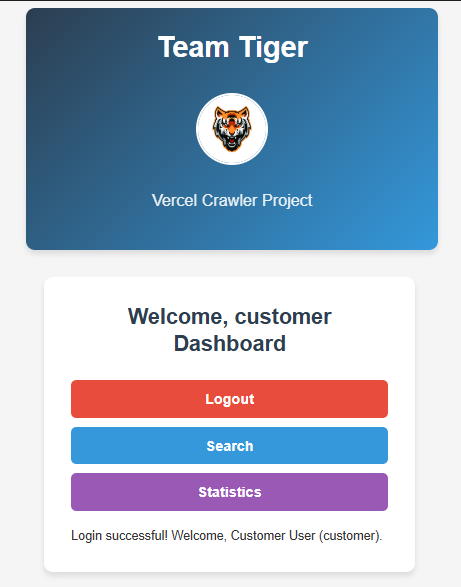 Team Tiger
Vercel Crawler Project
Welcome, customer
Dashboard
Logout
Search
Statistics
Login successful! Welcome, Customer User (customer).